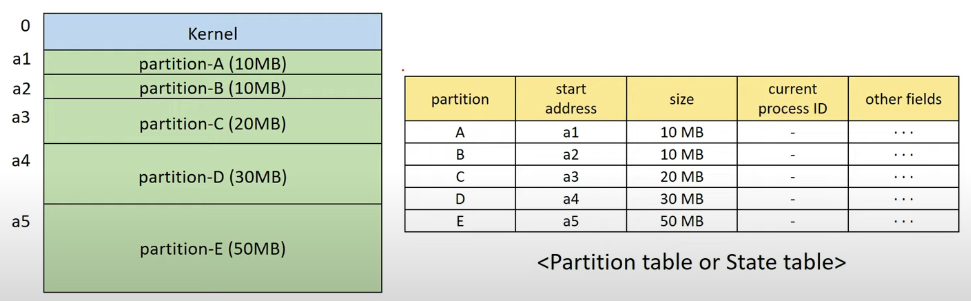 0
Kernel
a1
partition-A (10MB)
a2
partition-B (10MB)
a3
partition-C (20MB)
a4
partition-D (30MB)
a5
partition-E (50MB)
partition start address size current process ID other fields
A a1 10 MB - ...
B a2 10 MB - ...
C a3 20 MB - ...
D a4 30 MB - ...
E a5 50 MB - ...
<Partition table or State table>